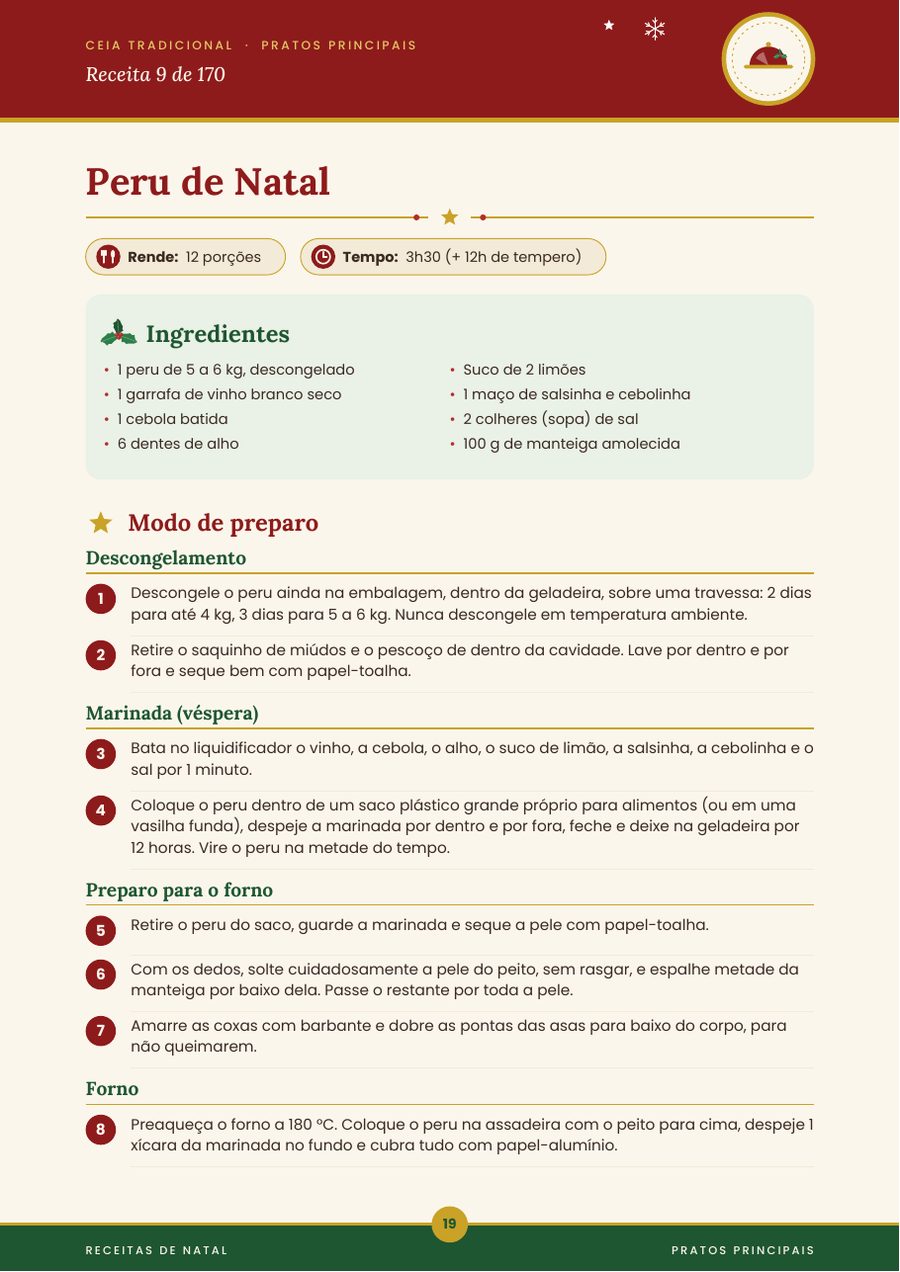 CEIA TRADICIONAL · PRATOS PRINCIPAIS
Receita 9 de 170
Peru de Natal
Rende: 12 porções
Tempo: 3h30 (+ 12h de tempero)
Ingredientes
• 1 peru de 5 a 6 kg, descongelado
• 1 garrafa de vinho branco seco
• 1 cebola batida
• 6 dentes de alho
• Suco de 2 limões
• 1 maço de salsinha e cebolinha
• 2 colheres (sopa) de sal
• 100 g de manteiga amolecida
Modo de preparo
Descongelamento
1 Descongele o peru ainda na embalagem, dentro da geladeira, sobre uma travessa: 2 dias
para até 4 kg, 3 dias para 5 a 6 kg. Nunca descongele em temperatura ambiente.
2 Retire o saquinho de miúdos e o pescoço de dentro da cavidade. Lave por dentro e por
fora e seque bem com papel-toalha.
Marinada (véspera)
3 Bata no liquidificador o vinho, a cebola, o alho, o suco de limão, a salsinha, a cebolinha e o
sal por 1 minuto.
4 Coloque o peru dentro de um saco plástico grande próprio para alimentos (ou em uma
vasilha funda), despeje a marinada por dentro e por fora, feche e deixe na geladeira por
12 horas. Vire o peru na metade do tempo.
Preparo para o forno
5 Retire o peru do saco, guarde a marinada e seque a pele com papel-toalha.
6 Com os dedos, solte cuidadosamente a pele do peito, sem rasgar, e espalhe metade da
manteiga por baixo dela. Passe o restante por toda a pele.
7 Amarre as coxas com barbante e dobre as pontas das asas para baixo do corpo, para
não queimarem.
Forno
8 Preaqueça o forno a 180 °C. Coloque o peru na assadeira com o peito para cima, despeje 1
xícara da marinada no fundo e cubra tudo com papel-alumínio.
19
RECEITAS DE NATAL
PRATOS PRINCIPAIS